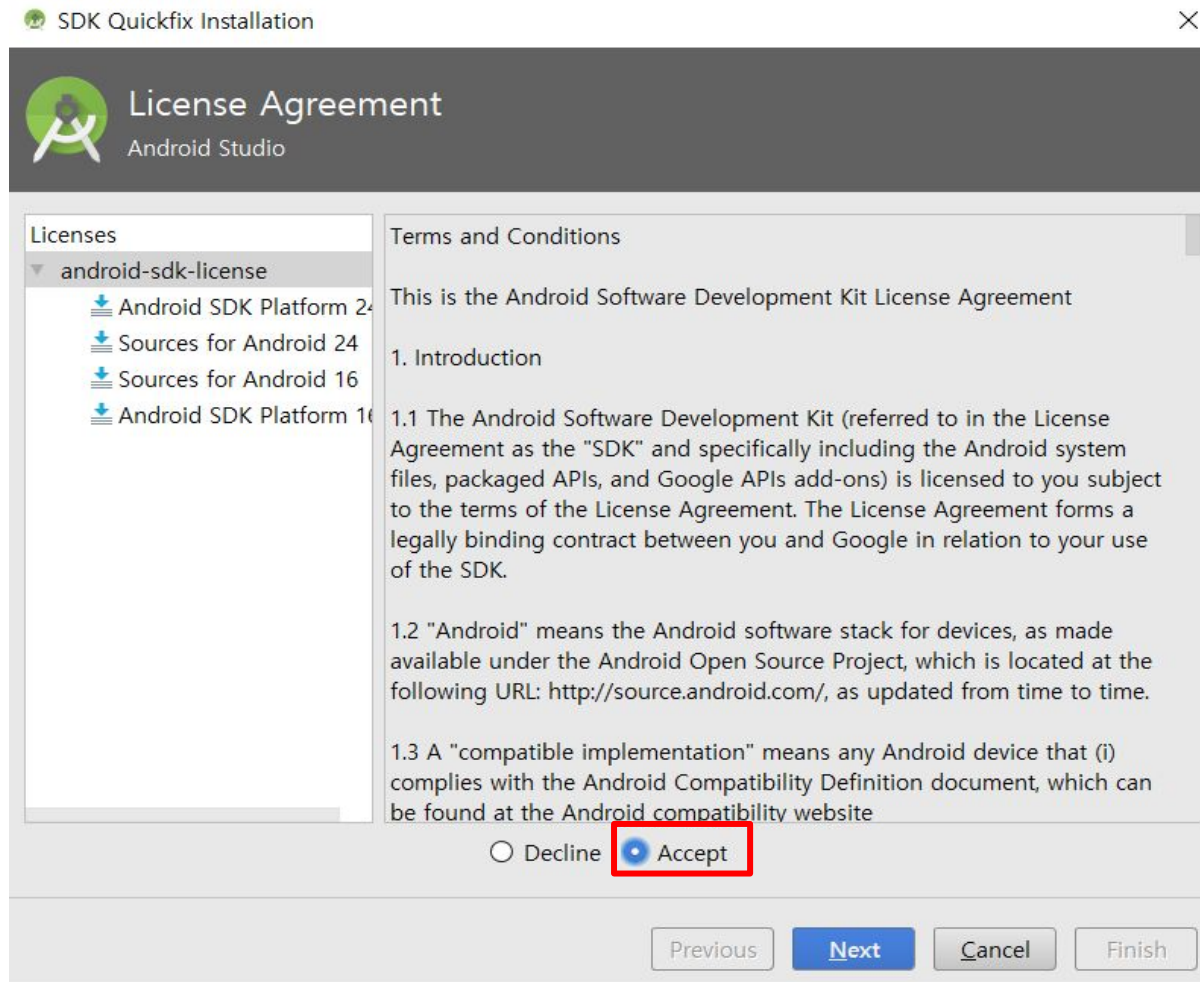 SDK Quickfix Installation
License Agreement
Android Studio
Licenses
android-sdk-license
Android SDK Platform 24
Sources for Android 24
Sources for Android 16
Android SDK Platform 16
Terms and Conditions
This is the Android Software Development Kit License Agreement
1. Introduction
1.1 The Android Software Development Kit (referred to in the License
Agreement as the "SDK" and specifically including the Android system
files, packaged APIs, and Google APIs add-ons) is licensed to you subject
to the terms of the License Agreement. The License Agreement forms a
legally binding contract between you and Google in relation to your use
of the SDK.
1.2 "Android" means the Android software stack for devices, as made
available under the Android Open Source Project, which is located at the
following URL: http://source.android.com/, as updated from time to time.
1.3 A "compatible implementation" means any Android device that (i)
complies with the Android Compatibility Definition document, which can
be found at the Android compatibility website
Decline Accept
Previous Next Cancel Finish